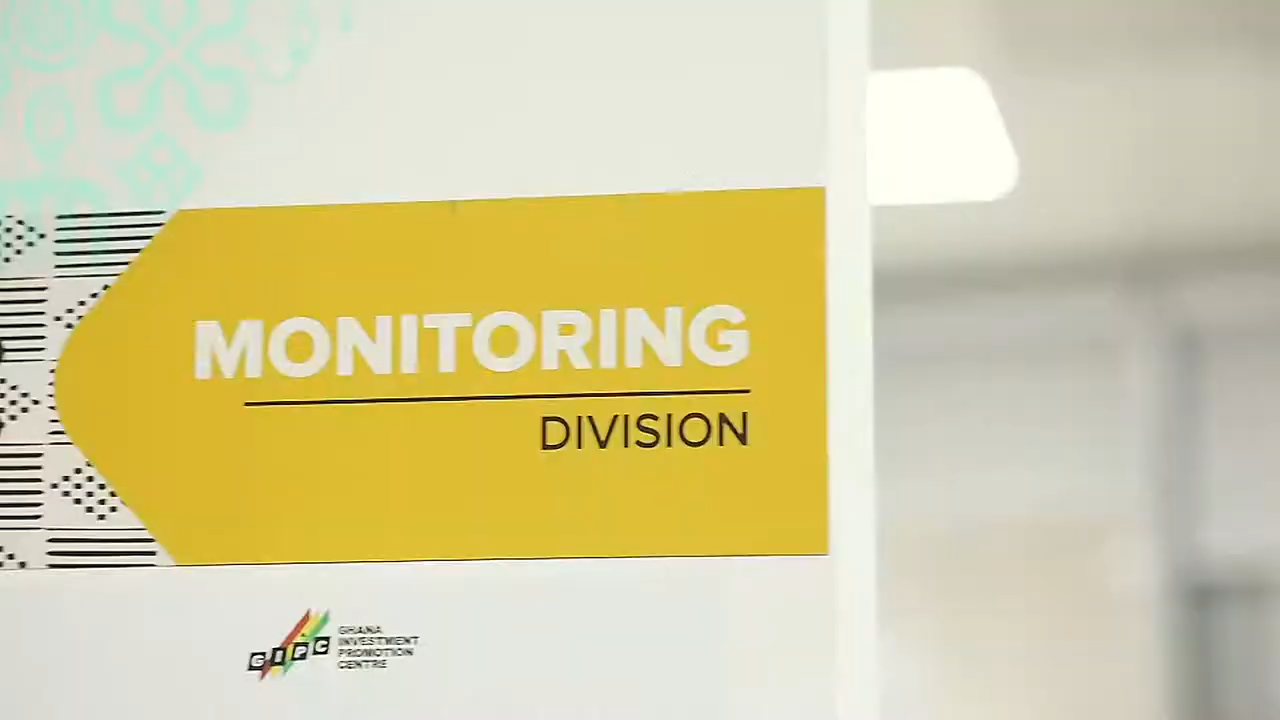 MONITORING
DIVISION
GIPC
GHANA
INVESTMENT
PROMOTION
CENTRE